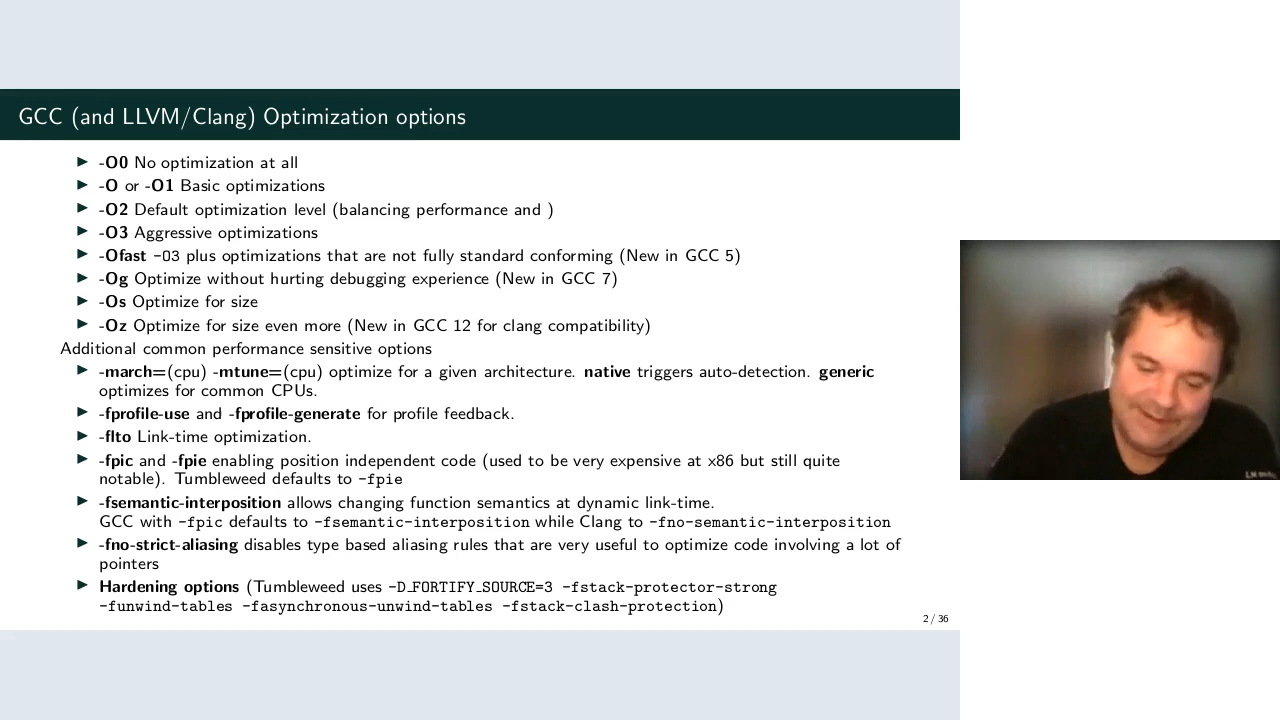 GCC (and LLVM/Clang) Optimization options
▶ -O0 No optimization at all
▶ -O or -O1 Basic optimizations
▶ -O2 Default optimization level (balancing performance and )
▶ -O3 Aggressive optimizations
▶ -Ofast -O3 plus optimizations that are not fully standard conforming (New in GCC 5)
▶ -Og Optimize without hurting debugging experience (New in GCC 7)
▶ -Os Optimize for size
▶ -Oz Optimize for size even more (New in GCC 12 for clang compatibility)
Additional common performance sensitive options
▶ -march=(cpu) -mtune=(cpu) optimize for a given architecture. native triggers auto-detection. generic
optimizes for common CPUs.
▶ -fprofile-use and -fprofile-generate for profile feedback.
▶ -flto Link-time optimization.
▶ -fpic and -fpie enabling position independent code (used to be very expensive at x86 but still quite
notable). Tumbleweed defaults to -fpie
▶ -fsemantic-interposition allows changing function semantics at dynamic link-time.
GCC with -fpic defaults to -fsemantic-interposition while Clang to -fno-semantic-interposition
▶ -fno-strict-aliasing disables type based aliasing rules that are very useful to optimize code involving a lot of
pointers
▶ Hardening options (Tumbleweed uses -D_FORTIFY_SOURCE=3 -fstack-protector-strong
-funwind-tables -fasynchronous-unwind-tables -fstack-clash-protection)
2 / 36